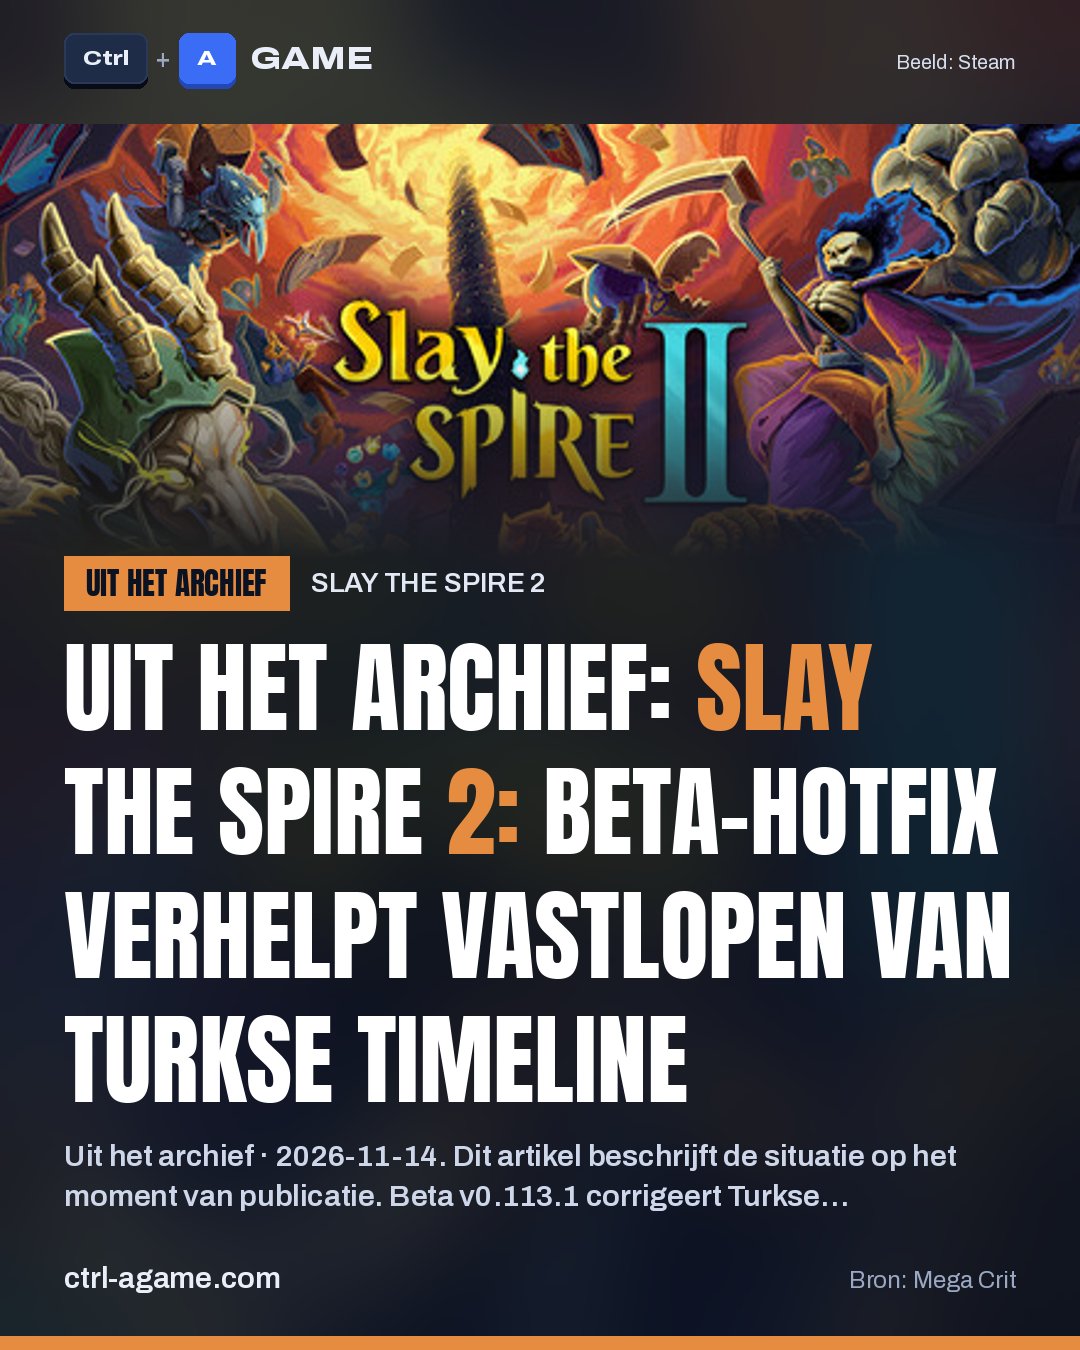 Ctrl + A GAME
Beeld: Steam
Slay the
SPIRE II
UIT HET ARCHIEF
SLAY THE SPIRE 2
UIT HET ARCHIEF: SLAY
THE SPIRE 2: BETA-HOTFIX
VERHELPT VASTLOPEN VAN
TURKSE TIMELINE
Uit het archief · 2026-11-14. Dit artikel beschrijft de situatie op het
moment van publicatie. Beta v0.113.1 corrigeert Turkse...
ctrl-agame.com
Bron: Mega Crit